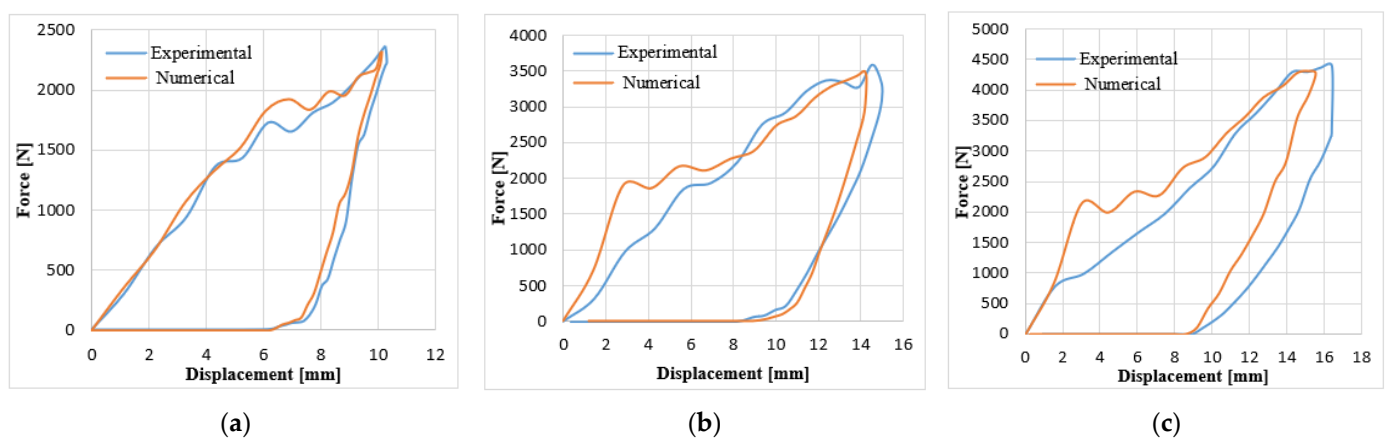 2500
2000
1500
1000
500
0
Force [N]
Experimental
Numerical
0 2 4 6 8 10 12
Displacement [mm]
(a)
4000
3500
3000
2500
2000
1500
1000
500
0
Force [N]
Experimental
Numerical
0 2 4 6 8 10 12 14 16
Displacement [mm]
(b)
5000
4500
4000
3500
3000
2500
2000
1500
1000
500
0
Force [N]
Experimental
Numerical
0 2 4 6 8 10 12 14 16 18
Displacement [mm]
(c)